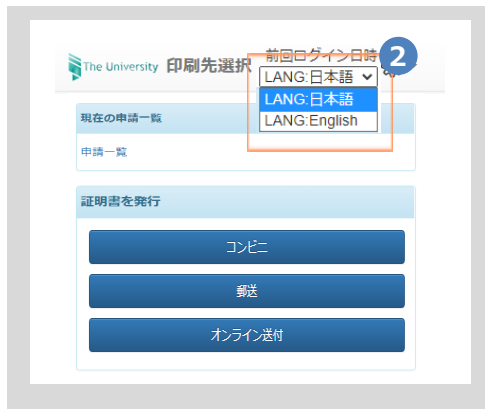 前回ログイン日時
2
The University 印刷先選択
LANG:日本語
LANG:日本語
LANG:English
現在の申請一覧
申請一覧
証明書を発行
コンビニ
郵送
オンライン送付